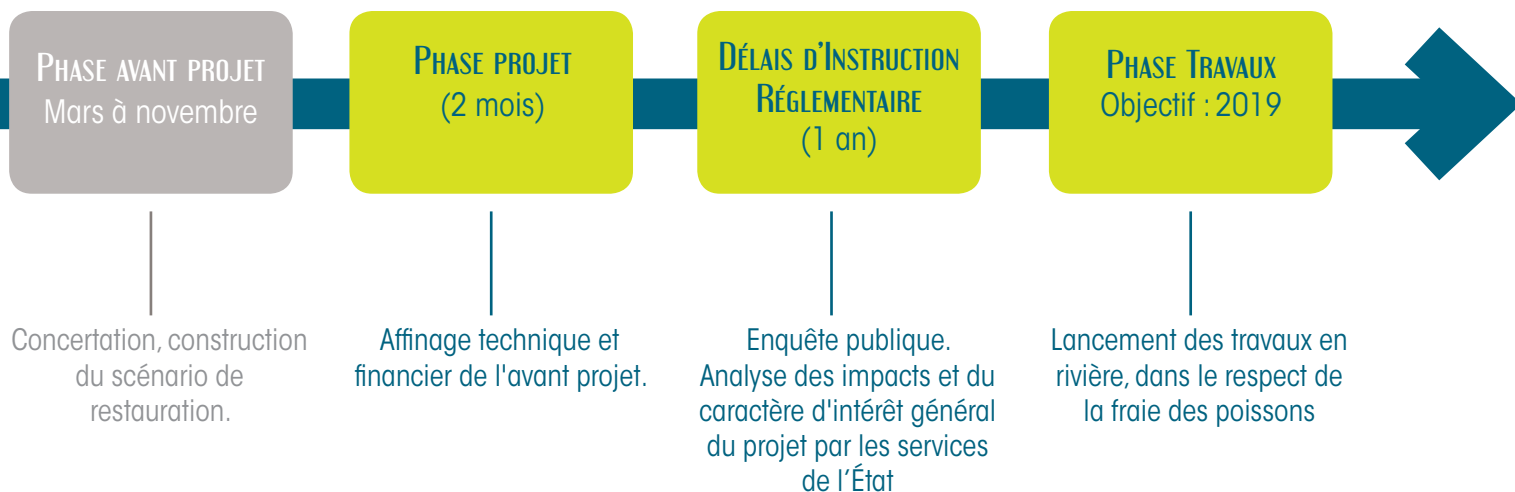 Phase avant projet
Mars à novembre
Phase projet
(2 mois)
Délais d'Instruction
Réglementaire
(1 an)
Phase Travaux
Objectif : 2019
Concertation, construction
du scénario de
restauration.
Affinage technique et
financier de l'avant projet.
Enquête publique.
Analyse des impacts et du
caractère d'intérêt général
du projet par les services
de l’État
Lancement des travaux en
rivière, dans le respect de
la fraie des poissons